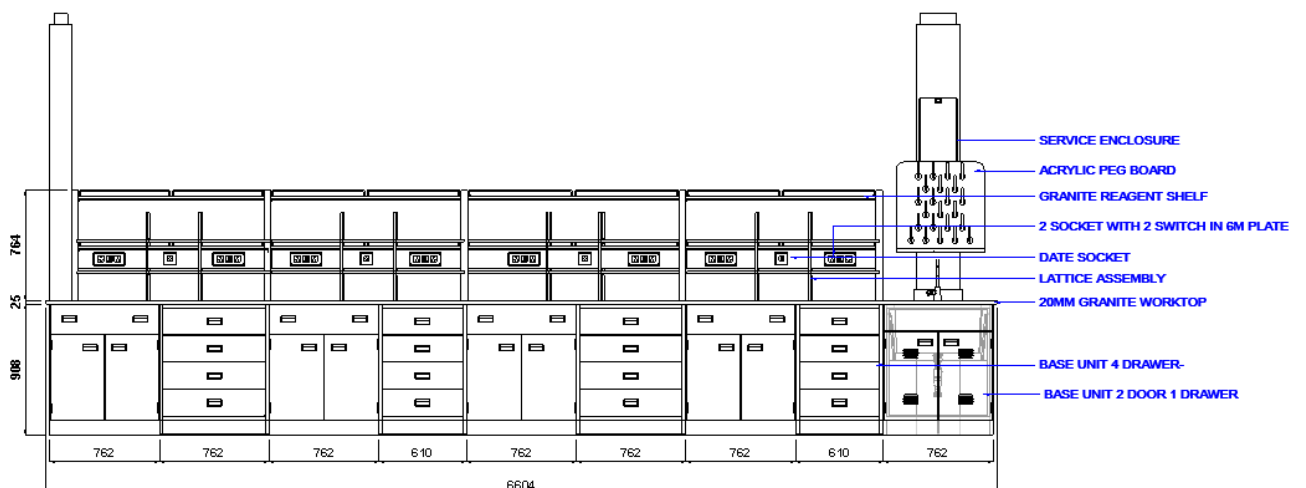 SERVICE ENCLOSURE
ACRYLIC PEG BOARD
GRANITE REAGENT SHELF
2 SOCKET WITH 2 SWITCH IN 6M PLATE
DATE SOCKET
LATTICE ASSEMBLY
20MM GRANITE WORKTOP
BASE UNIT 4 DRAWER-
BASE UNIT 2 DOOR 1 DRAWER
764
25
908
762 762 762 610 762 762 762 610 762
6604